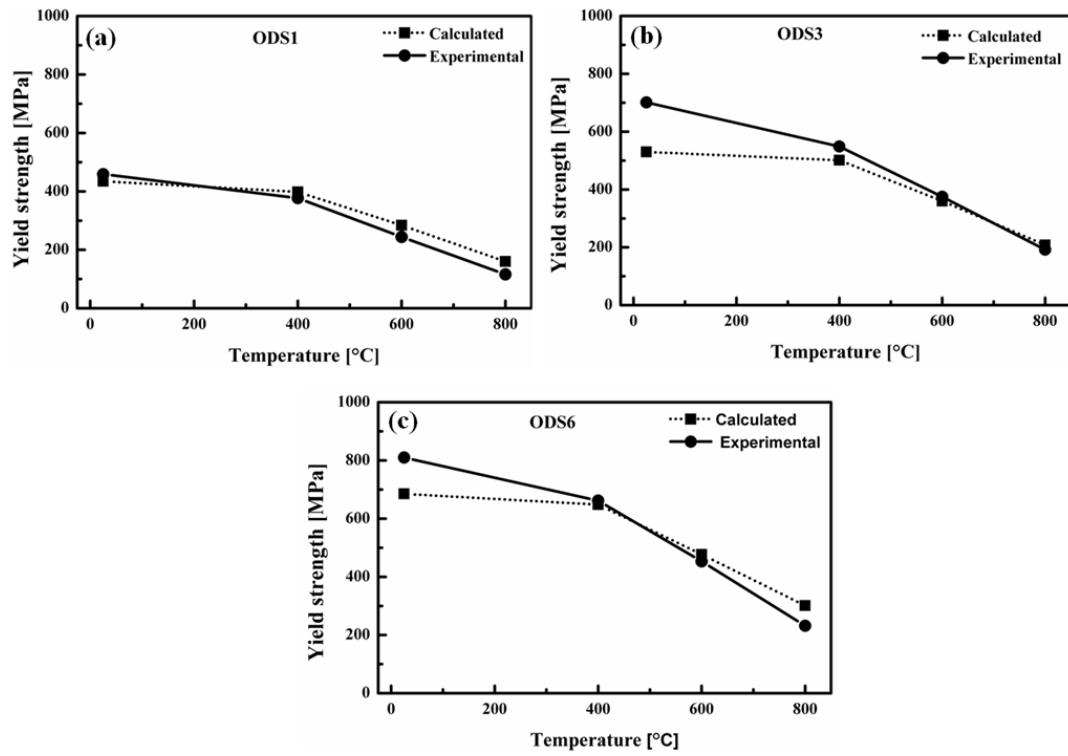 (a)
ODS1
Calculated
Experimental
Yield strength [MPa]
1000
800
600
400
200
0
0 200 400 600 800
Temperature [°C]
(b)
ODS3
Calculated
Experimental
Yield strength [MPa]
1000
800
600
400
200
0
0 200 400 600 800
Temperature [°C]
(c)
ODS6
Calculated
Experimental
Yield strength [MPa]
1000
800
600
400
200
0
0 200 400 600 800
Temperature [°C]